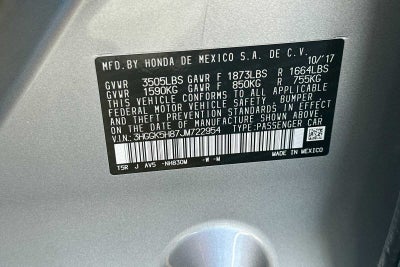 MFD.BY HONDA DE MEXICO S.A. DE C.V.
10/'17
GVWR 3505LBS GAWR F 1873LBS R 1664LBS
GVWR 1590KG GAWR F 850KG R 755KG
THIS VEHICLE CONFORMS TO ALL APPLICABLE
FEDERAL MOTOR VEHICLE SAFETY, BUMPER
AND THEFT PREVENTION STANDARDS IN EFFECT
ON THE DATE OF MANUFACTURE SHOWN ABOVE.
V.I.N: 3HGGK5H87JM722954 TYPE:PASSENGER CAR
MADE IN MEXICO
T5R J AV5 -NH830M -W -M